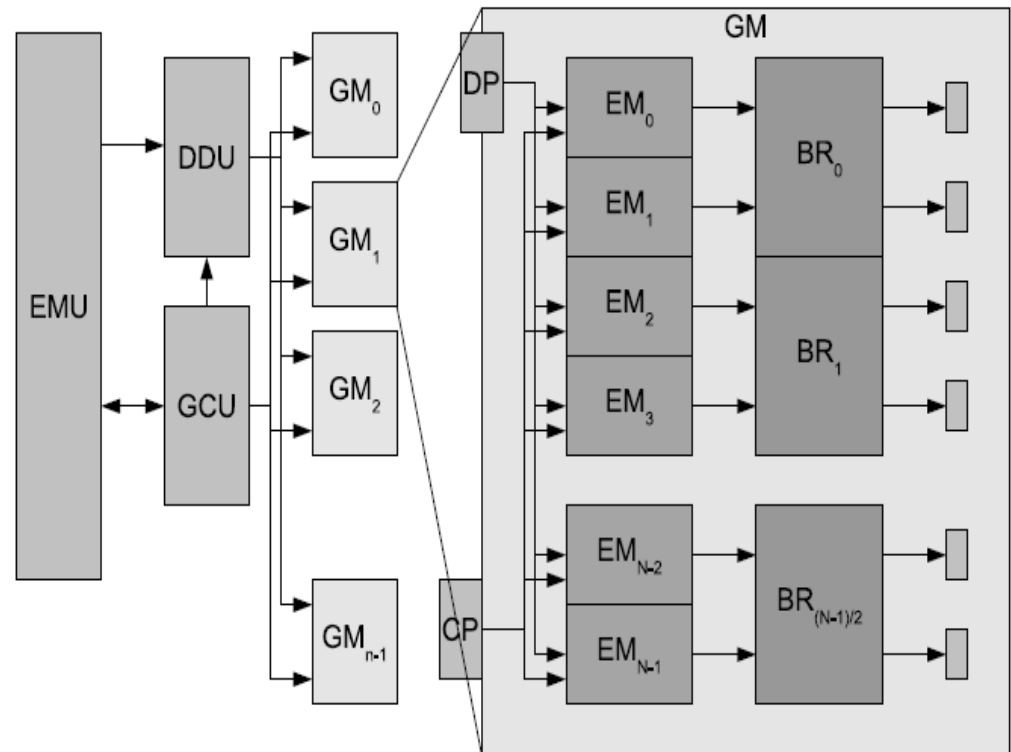 EMU
DDU
GCU
GM0
GM1
GM2
GMn-1
GM
DP
CP
EM0
EM1
EM2
EM3
EMN-2
EMN-1
BR0
BR1
BR(N-1)/2